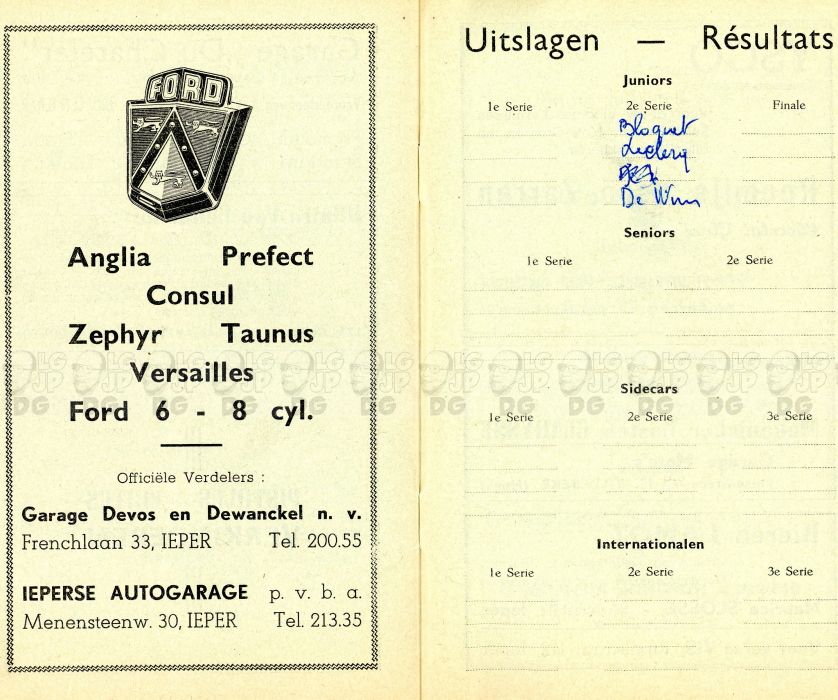 FORD
Anglia Prefect
Consul
Zephyr Taunus
Versailles
Ford 6 - 8 cyl.
Officiële Verdelers :
Garage Devos en Dewanckel n. v.
Frenchlaan 33, IEPER Tel. 200.55
IEPERSE AUTOGARAGE p. v. b. a.
Menensteenw. 30, IEPER Tel. 213.35
Uitslagen — Résultats
Juniors
1e Serie 2e Serie Finale
Bloquet
Leclercq
De
Seniors
1e Serie 2e Serie
Sidecars
1e Serie 2e Serie 3e Serie
Internationalen
1e Serie 2e Serie 3e Serie